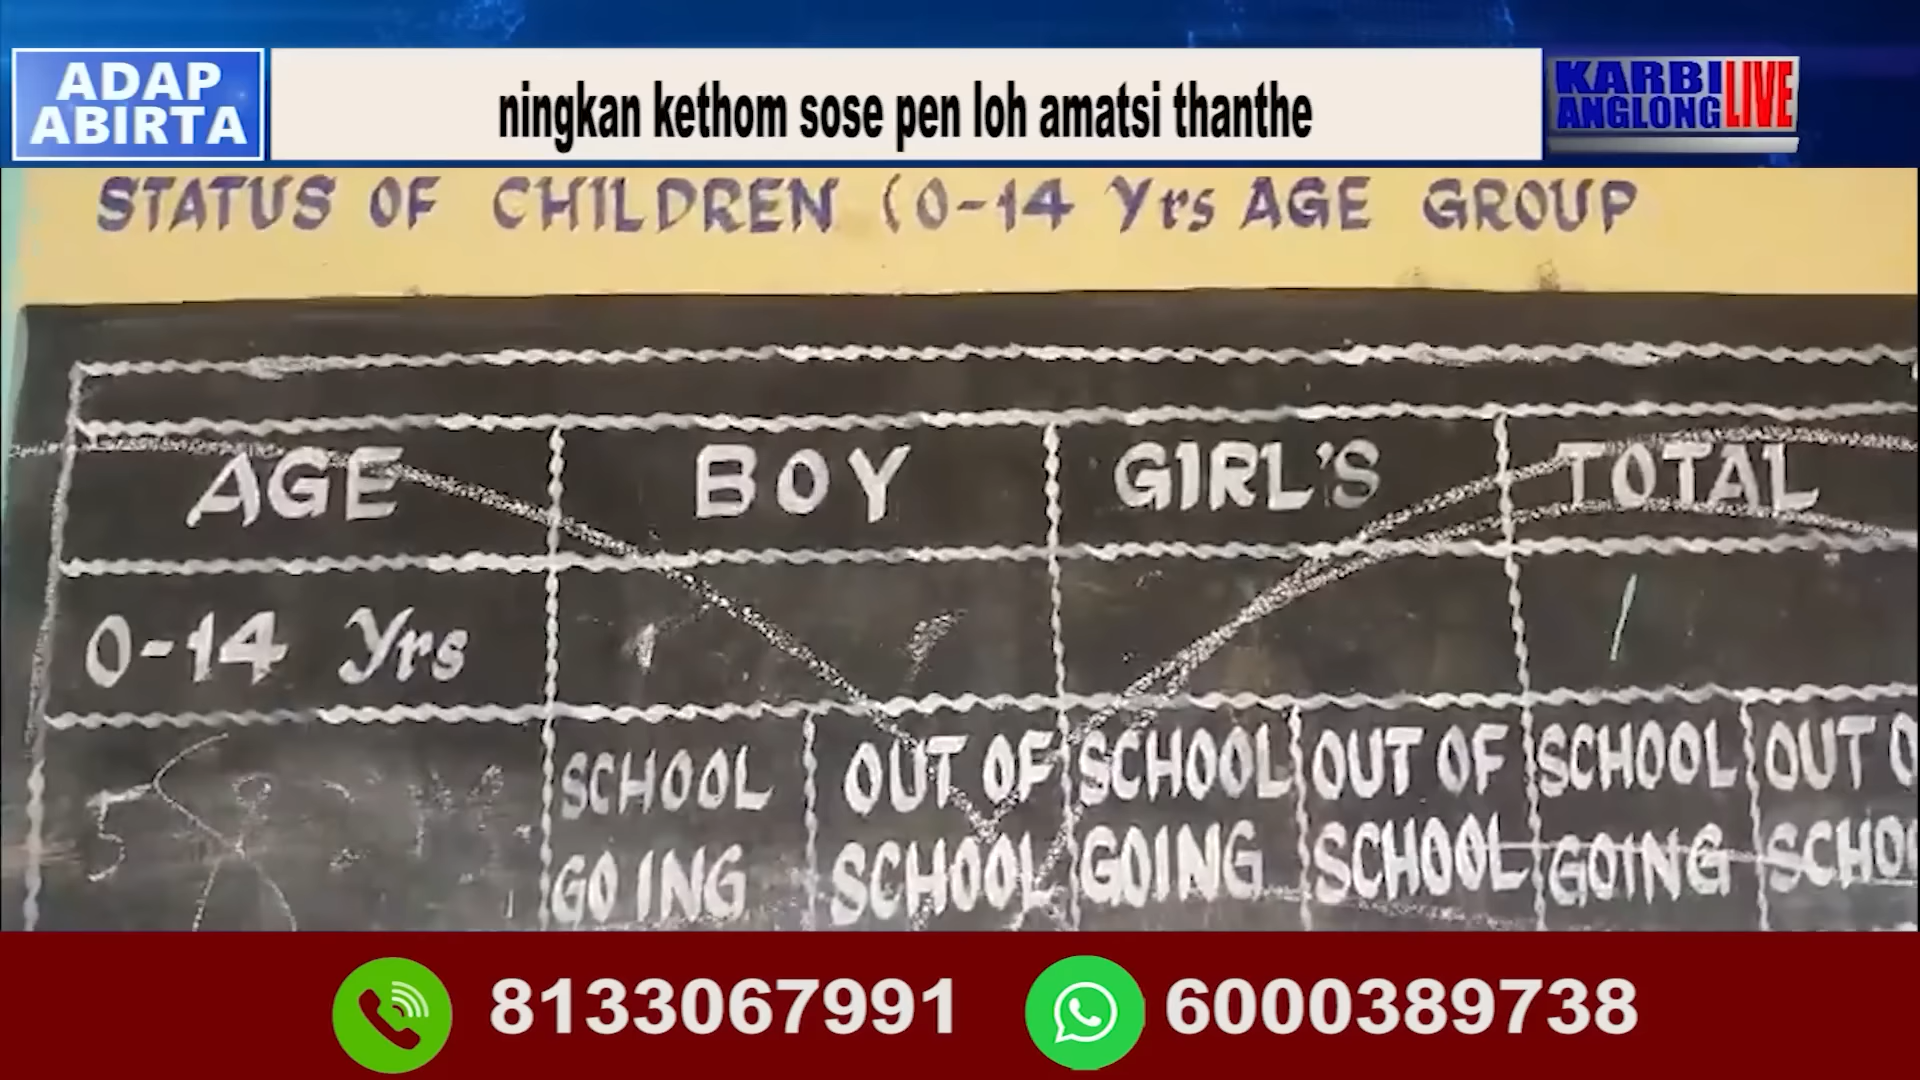 ADAP
ABIRTA
ningkan kethom sose pen loh amatsi thanthe
KARBI
ANGLONG
LIVE
STATUS OF CHILDREN (0-14 Yrs AGE GROUP
AGE BOY GIRL'S TOTAL
0-14 Yrs
SCHOOL OUT OF SCHOOL OUT OF SCHOOL OUT O
GOING SCHOOL GOING SCHOOL GOING SCHO
8133067991 6000389738